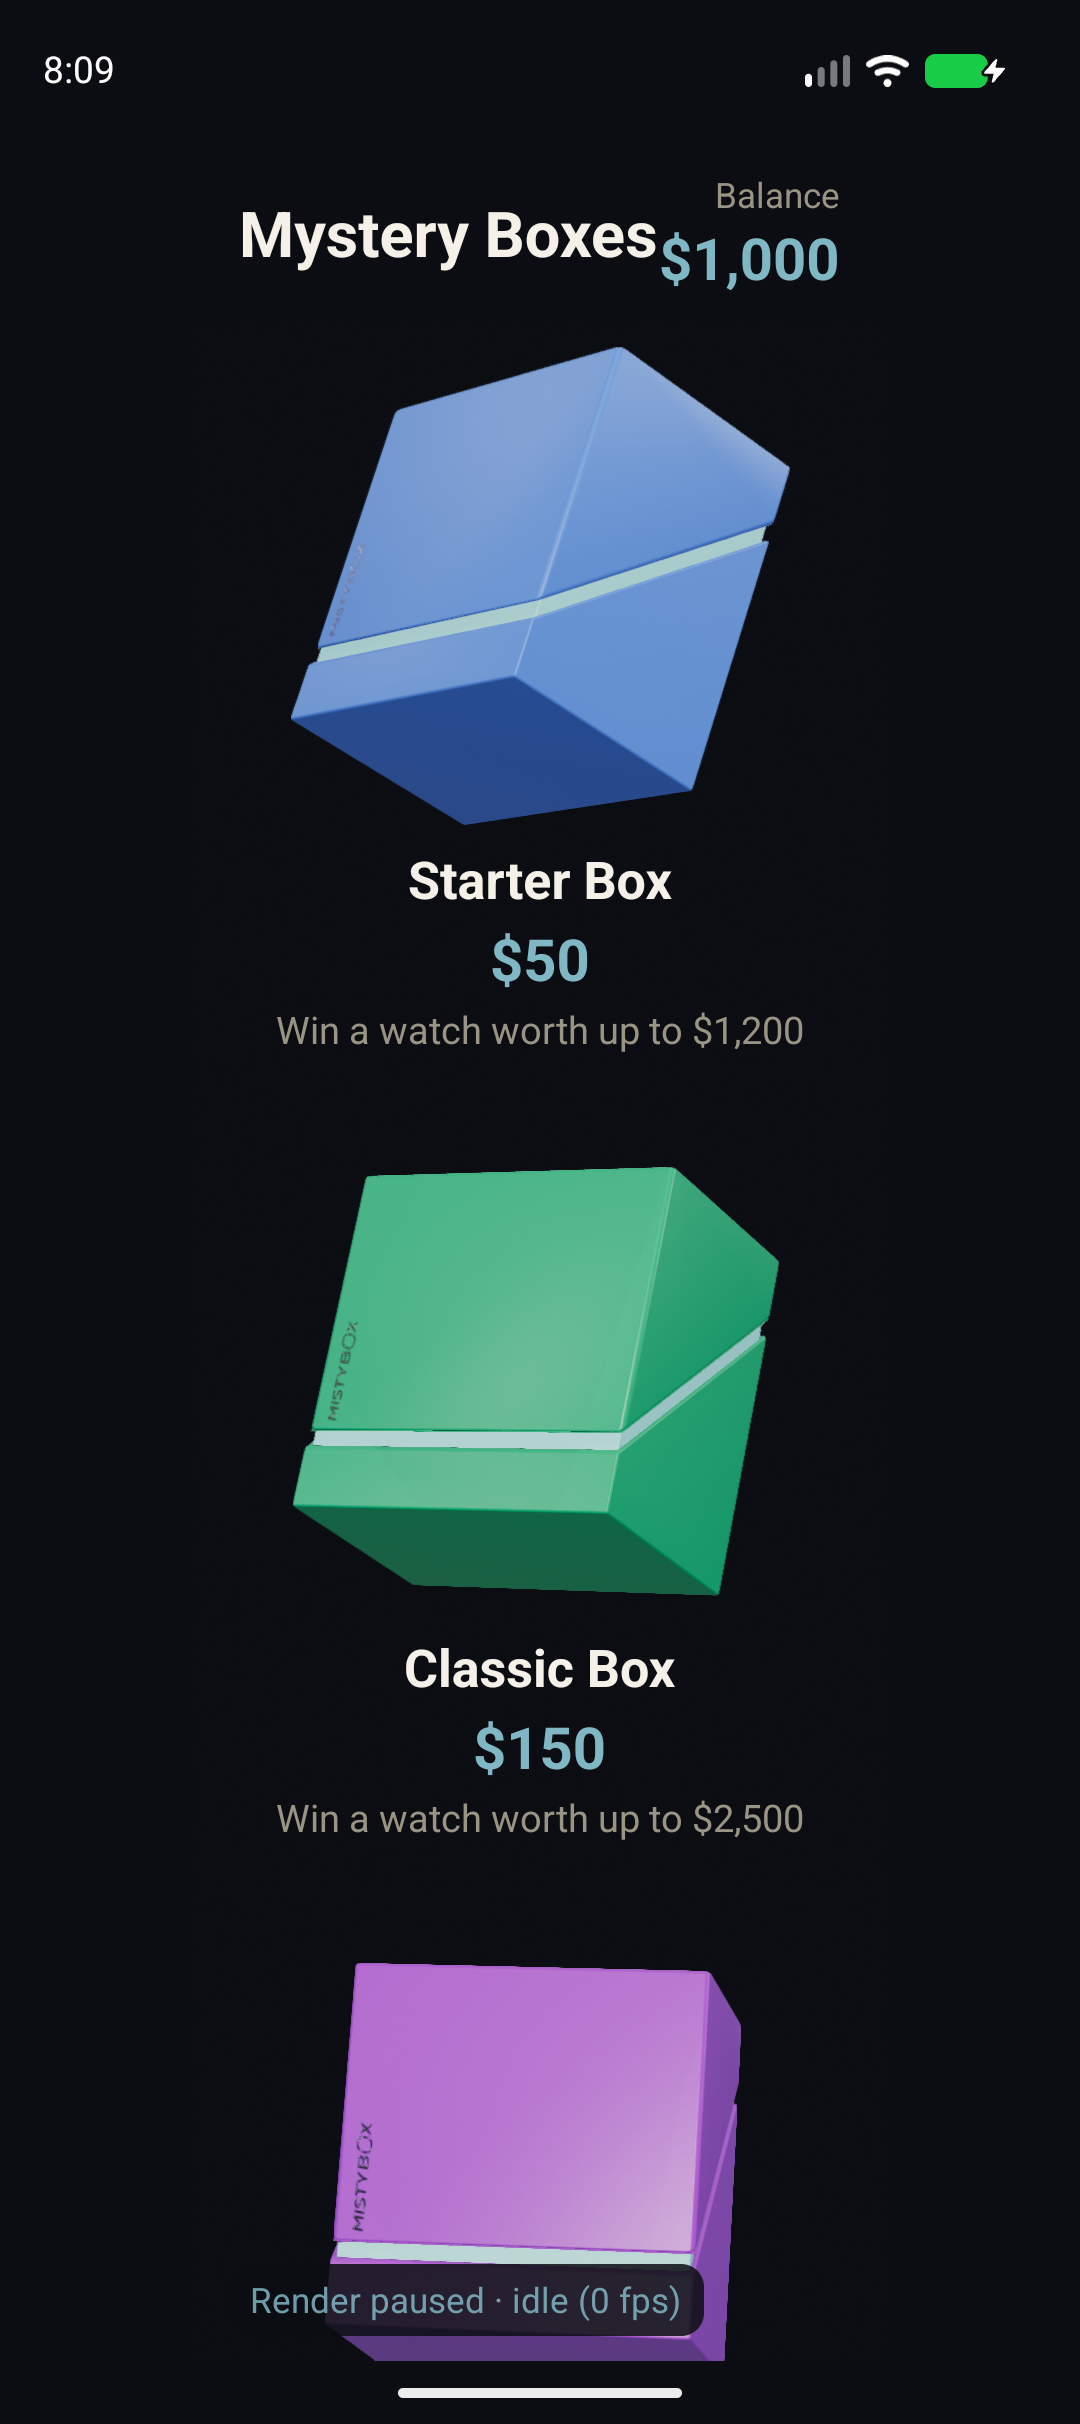 8:09
Balance
Mystery Boxes
$1,000
MISTYBOX
Starter Box
$50
Win a watch worth up to $1,200
MISTYBOX
Classic Box
$150
Win a watch worth up to $2,500
MISTYBOX
Render paused · idle (0 fps)